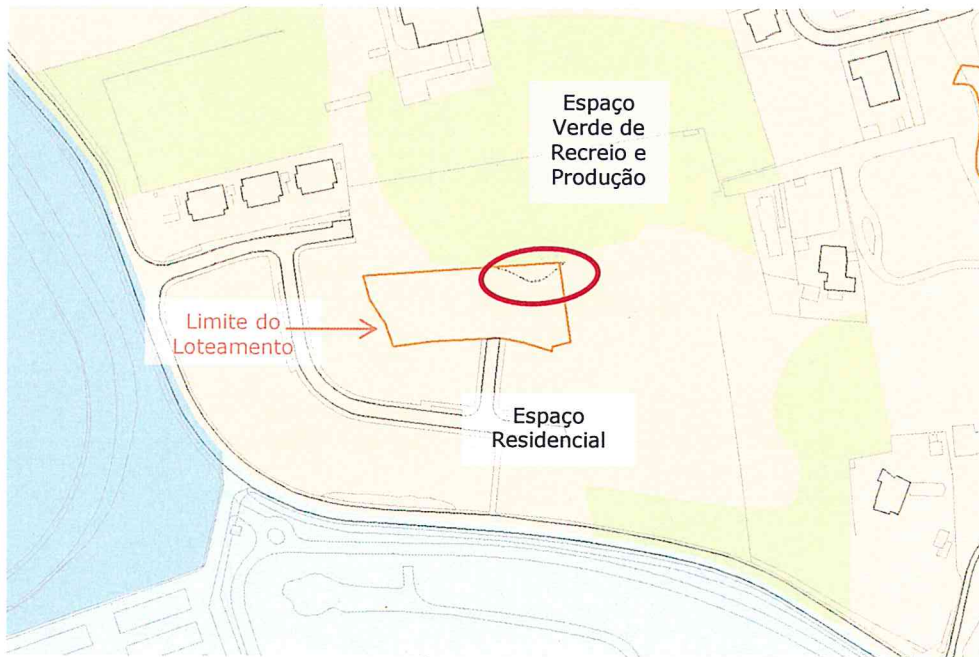 Espaço
Verde de
Recreio e
Produção
Limite do
Loteamento
Espaço
Residencial